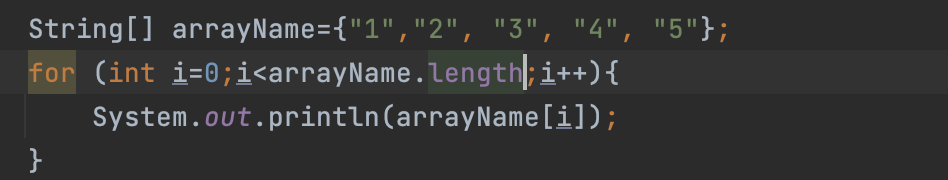 String[] arrayName={"1","2", "3", "4", "5"};
for (int i=0;i<arrayName.length;i++){
    System.out.println(arrayName[i]);
}